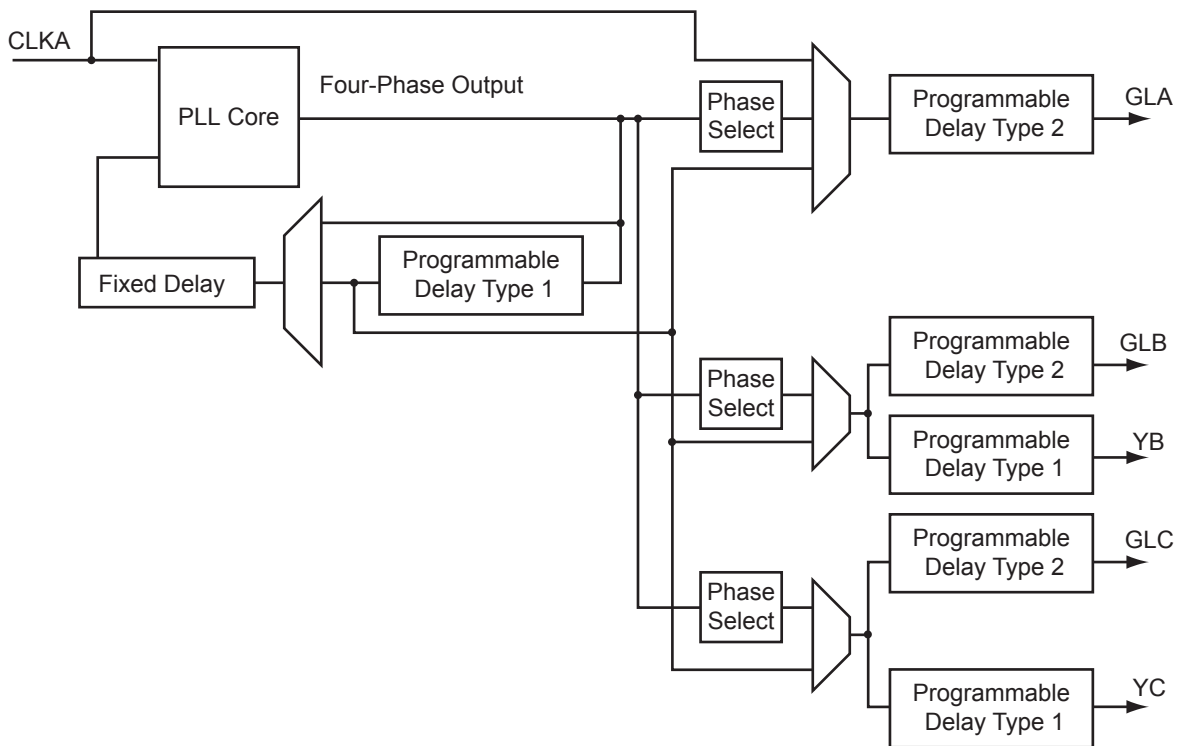 CLKA
PLL Core
Four-Phase Output
Phase
Select
Programmable
Delay Type 2
GLA
Fixed Delay
Programmable
Delay Type 1
Phase
Select
Programmable
Delay Type 2
GLB
Programmable
Delay Type 1
YB
Phase
Select
Programmable
Delay Type 2
GLC
Programmable
Delay Type 1
YC